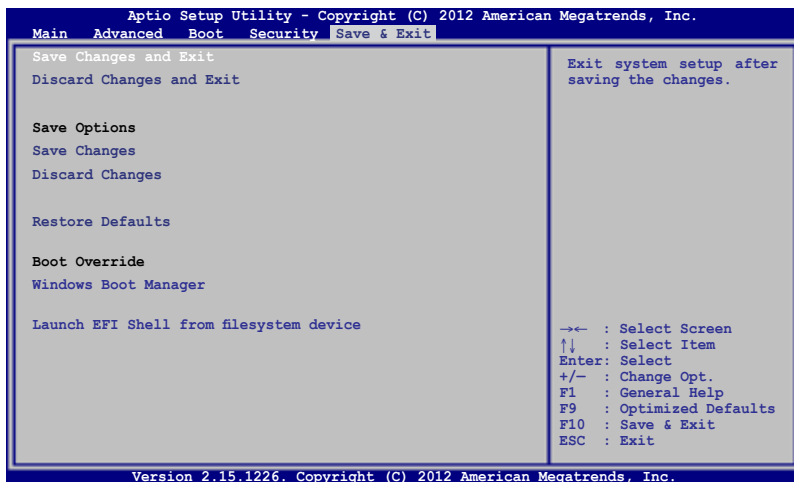 Aptio Setup Utility - Copyright (C) 2012 American Megatrends, Inc.
Main Advanced Boot Security Save & Exit
Save Changes and Exit
Discard Changes and Exit
Save Options
Save Changes
Discard Changes
Restore Defaults
Boot Override
Windows Boot Manager
Launch EFI Shell from filesystem device
Exit system setup after
saving the changes.
→← : Select Screen
↑↓ : Select Item
Enter: Select
+/— : Change Opt.
F1 : General Help
F9 : Optimized Defaults
F10 : Save & Exit
ESC : Exit
Version 2.15.1226. Copyright (C) 2012 American Megatrends, Inc.